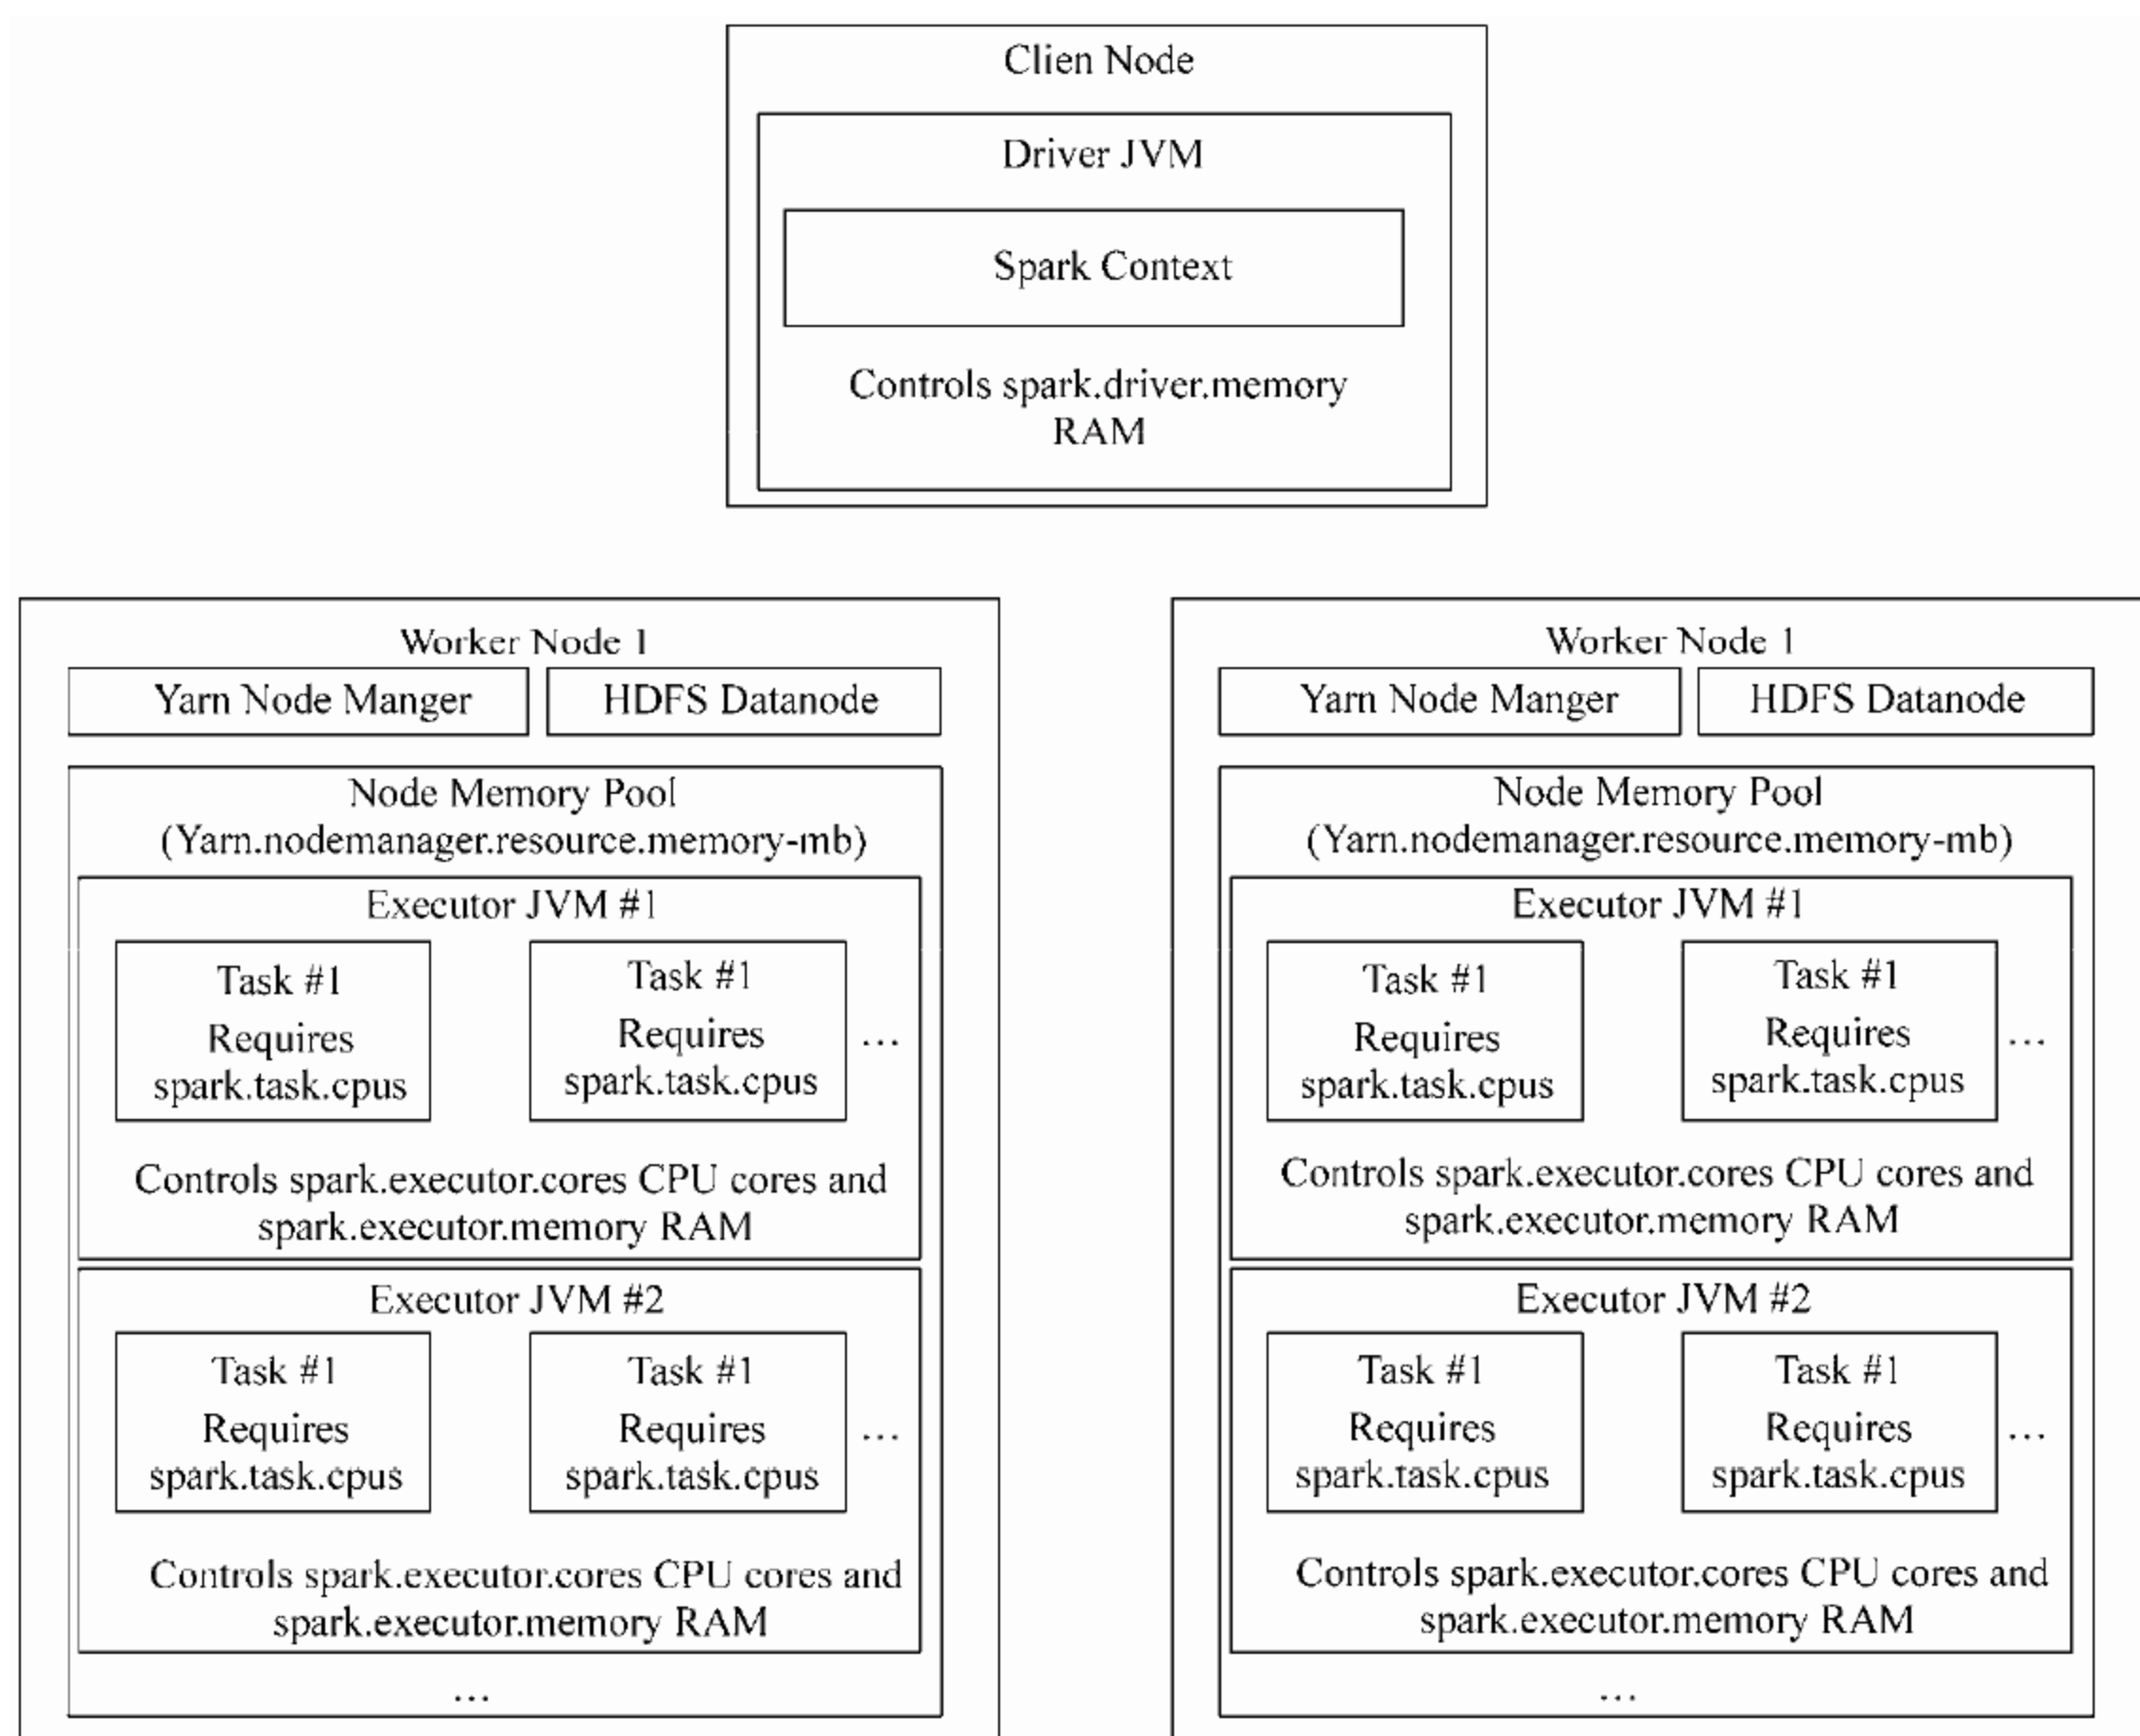 Clien Node
Driver JVM
Spark Context
Controls spark.driver.memory
RAM
Worker Node 1
Yarn Node Manger
HDFS Datanode
Node Memory Pool
(Yarn.nodemanager.resource.memory-mb)
Executor JVM #1
Task #1
Requires
spark.task.cpus
Task #1
Requires
spark.task.cpus
...
Controls spark.executor.cores CPU cores and
spark.executor.memory RAM
Executor JVM #2
Task #1
Requires
spark.task.cpus
Task #1
Requires
spark.task.cpus
...
Controls spark.executor.cores CPU cores and
spark.executor.memory RAM
...
Worker Node 1
Yarn Node Manger
HDFS Datanode
Node Memory Pool
(Yarn.nodemanager.resource.memory-mb)
Executor JVM #1
Task #1
Requires
spark.task.cpus
Task #1
Requires
spark.task.cpus
...
Controls spark.executor.cores CPU cores and
spark.executor.memory RAM
Executor JVM #2
Task #1
Requires
spark.task.cpus
Task #1
Requires
spark.task.cpus
...
Controls spark.executor.cores CPU cores and
spark.executor.memory RAM
...